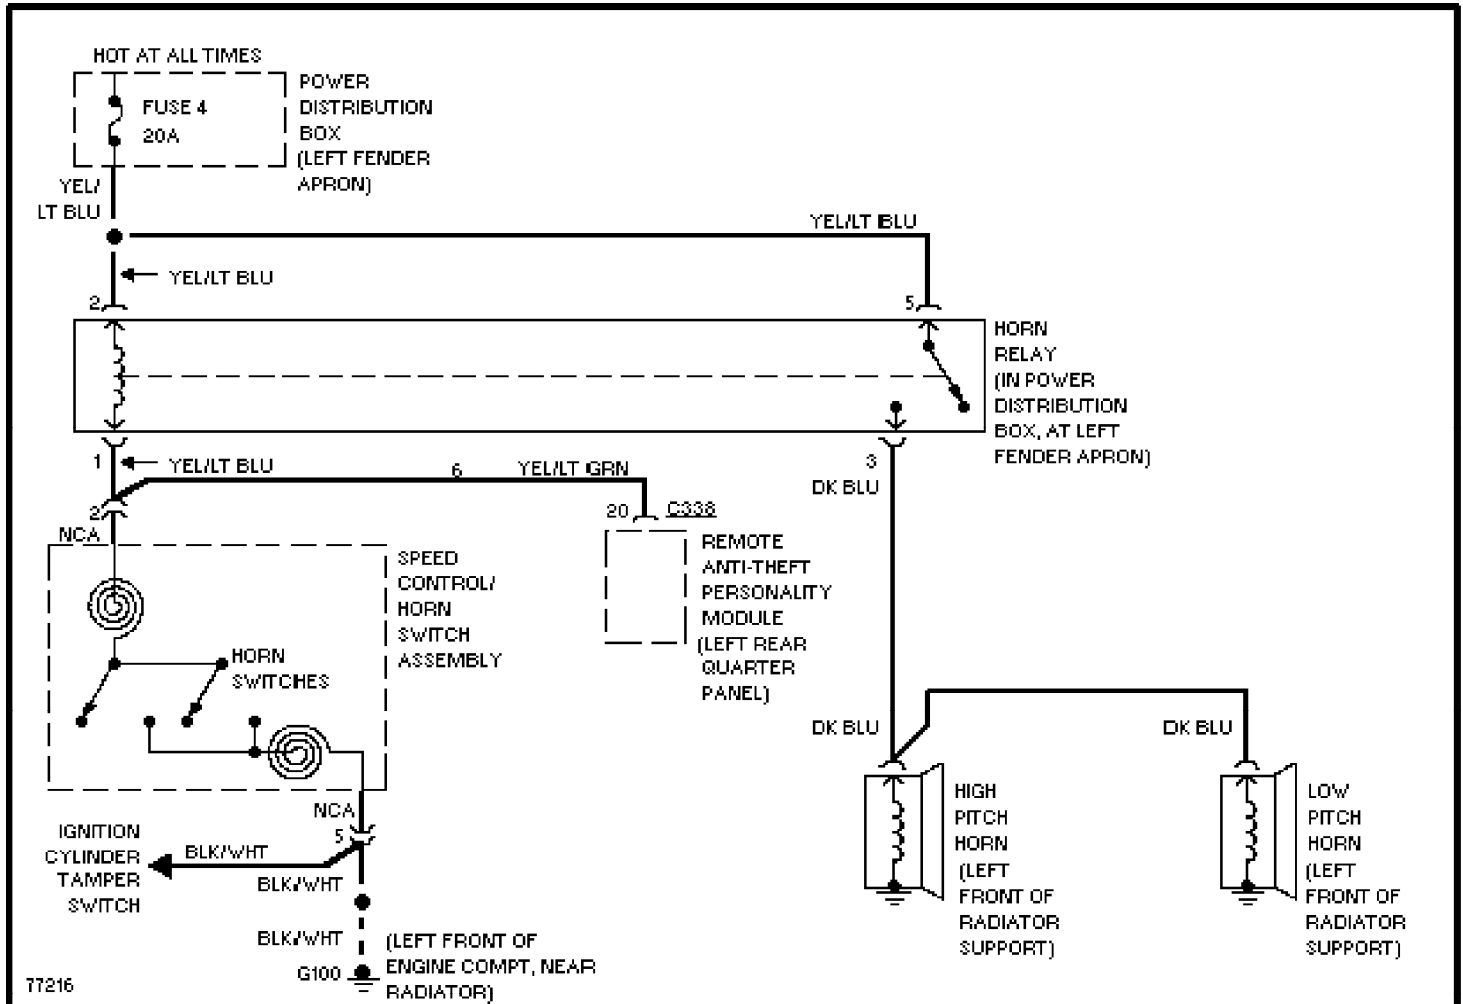 HOT AT ALL TIMES
FUSE 4
20A
POWER
DISTRIBUTION
BOX
(LEFT FENDER
APRON)
YEL/
LT BLU
YEL/LT BLU
YEL/LT BLU
2
5
HORN
RELAY
(IN POWER
DISTRIBUTION
BOX, AT LEFT
FENDER APRON)
1
YEL/LT BLU
6
YEL/LT GRN
3
DK BLU
2
NCA
20
C338
SPEED
CONTROL/
HORN
SWITCH
ASSEMBLY
REMOTE
ANTI-THEFT
PERSONALITY
MODULE
(LEFT REAR
QUARTER
PANEL)
HORN
SWITCHES
DK BLU
DK BLU
NCA
5
IGNITION
CYLINDER
TAMPER
SWITCH
BLK/WHT
BLK/WHT
BLK/WHT
G100
(LEFT FRONT OF
ENGINE COMPT, NEAR
RADIATOR)
HIGH
PITCH
HORN
(LEFT
FRONT OF
RADIATOR
SUPPORT)
LOW
PITCH
HORN
(LEFT
FRONT OF
RADIATOR
SUPPORT)
77216